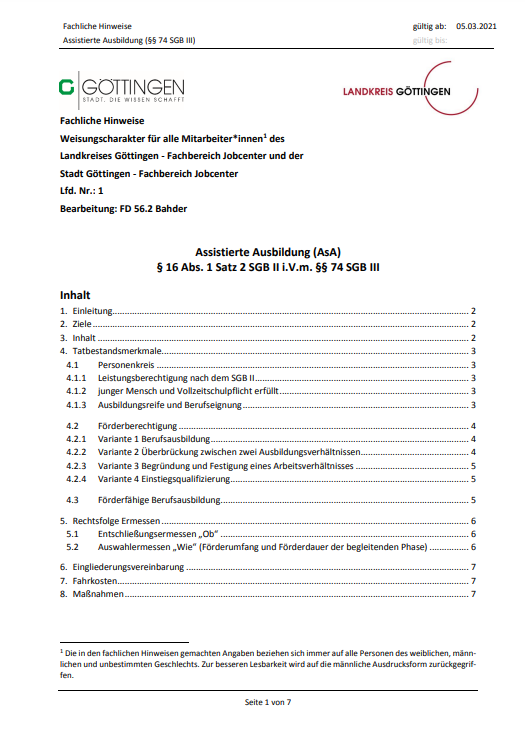 Fachliche Hinweise gültig ab: 05.03.2021
Assistierte Ausbildung (§§ 74 SGB III) gültig bis:
GÖTTINGEN
STADT, DIE WISSEN SCHAFFT
LANDKREIS GÖTTINGEN
Fachliche Hinweise
Weisungscharakter für alle Mitarbeiter*innen¹ des
Landkreises Göttingen - Fachbereich Jobcenter und der
Stadt Göttingen - Fachbereich Jobcenter
Lfd. Nr.: 1
Bearbeitung: FD 56.2 Bahder
Assistierte Ausbildung (AsA)
§ 16 Abs. 1 Satz 2 SGB II i.V.m. §§ 74 SGB III
Inhalt
1. Einleitung 2
2. Ziele 2
3. Inhalt 2
4. Tatbestandsmerkmale 3
4.1 Personenkreis 3
4.1.1 Leistungsberechtigung nach dem SGB II 3
4.1.2 junger Mensch und Vollzeitschulpflicht erfüllt 3
4.1.3 Ausbildungsreife und Berufseignung 3
4.2 Förderberechtigung 4
4.2.1 Variante 1 Berufsausbildung 4
4.2.2 Variante 2 Überbrückung zwischen zwei Ausbildungsverhältnissen 4
4.2.3 Variante 3 Begründung und Festigung eines Arbeitsverhältnisses 5
4.2.4 Variante 4 Einstiegsqualifizierung 5
4.3 Förderfähige Berufsausbildung 5
5. Rechtsfolge Ermessen 6
5.1 Entschließungsermessen „Ob“ 6
5.2 Auswahlermessen „Wie“ (Förderumfang und Förderdauer der begleitenden Phase) 6
6. Eingliederungsvereinbarung 7
7. Fahrkosten 7
8. Maßnahmen 7
¹ Die in den fachlichen Hinweisen gemachten Angaben beziehen sich immer auf alle Personen des weiblichen, männ-
lichen und unbestimmten Geschlechts. Zur besseren Lesbarkeit wird auf die männliche Ausdrucksform zurückgegrif-
fen.
Seite 1 von 7